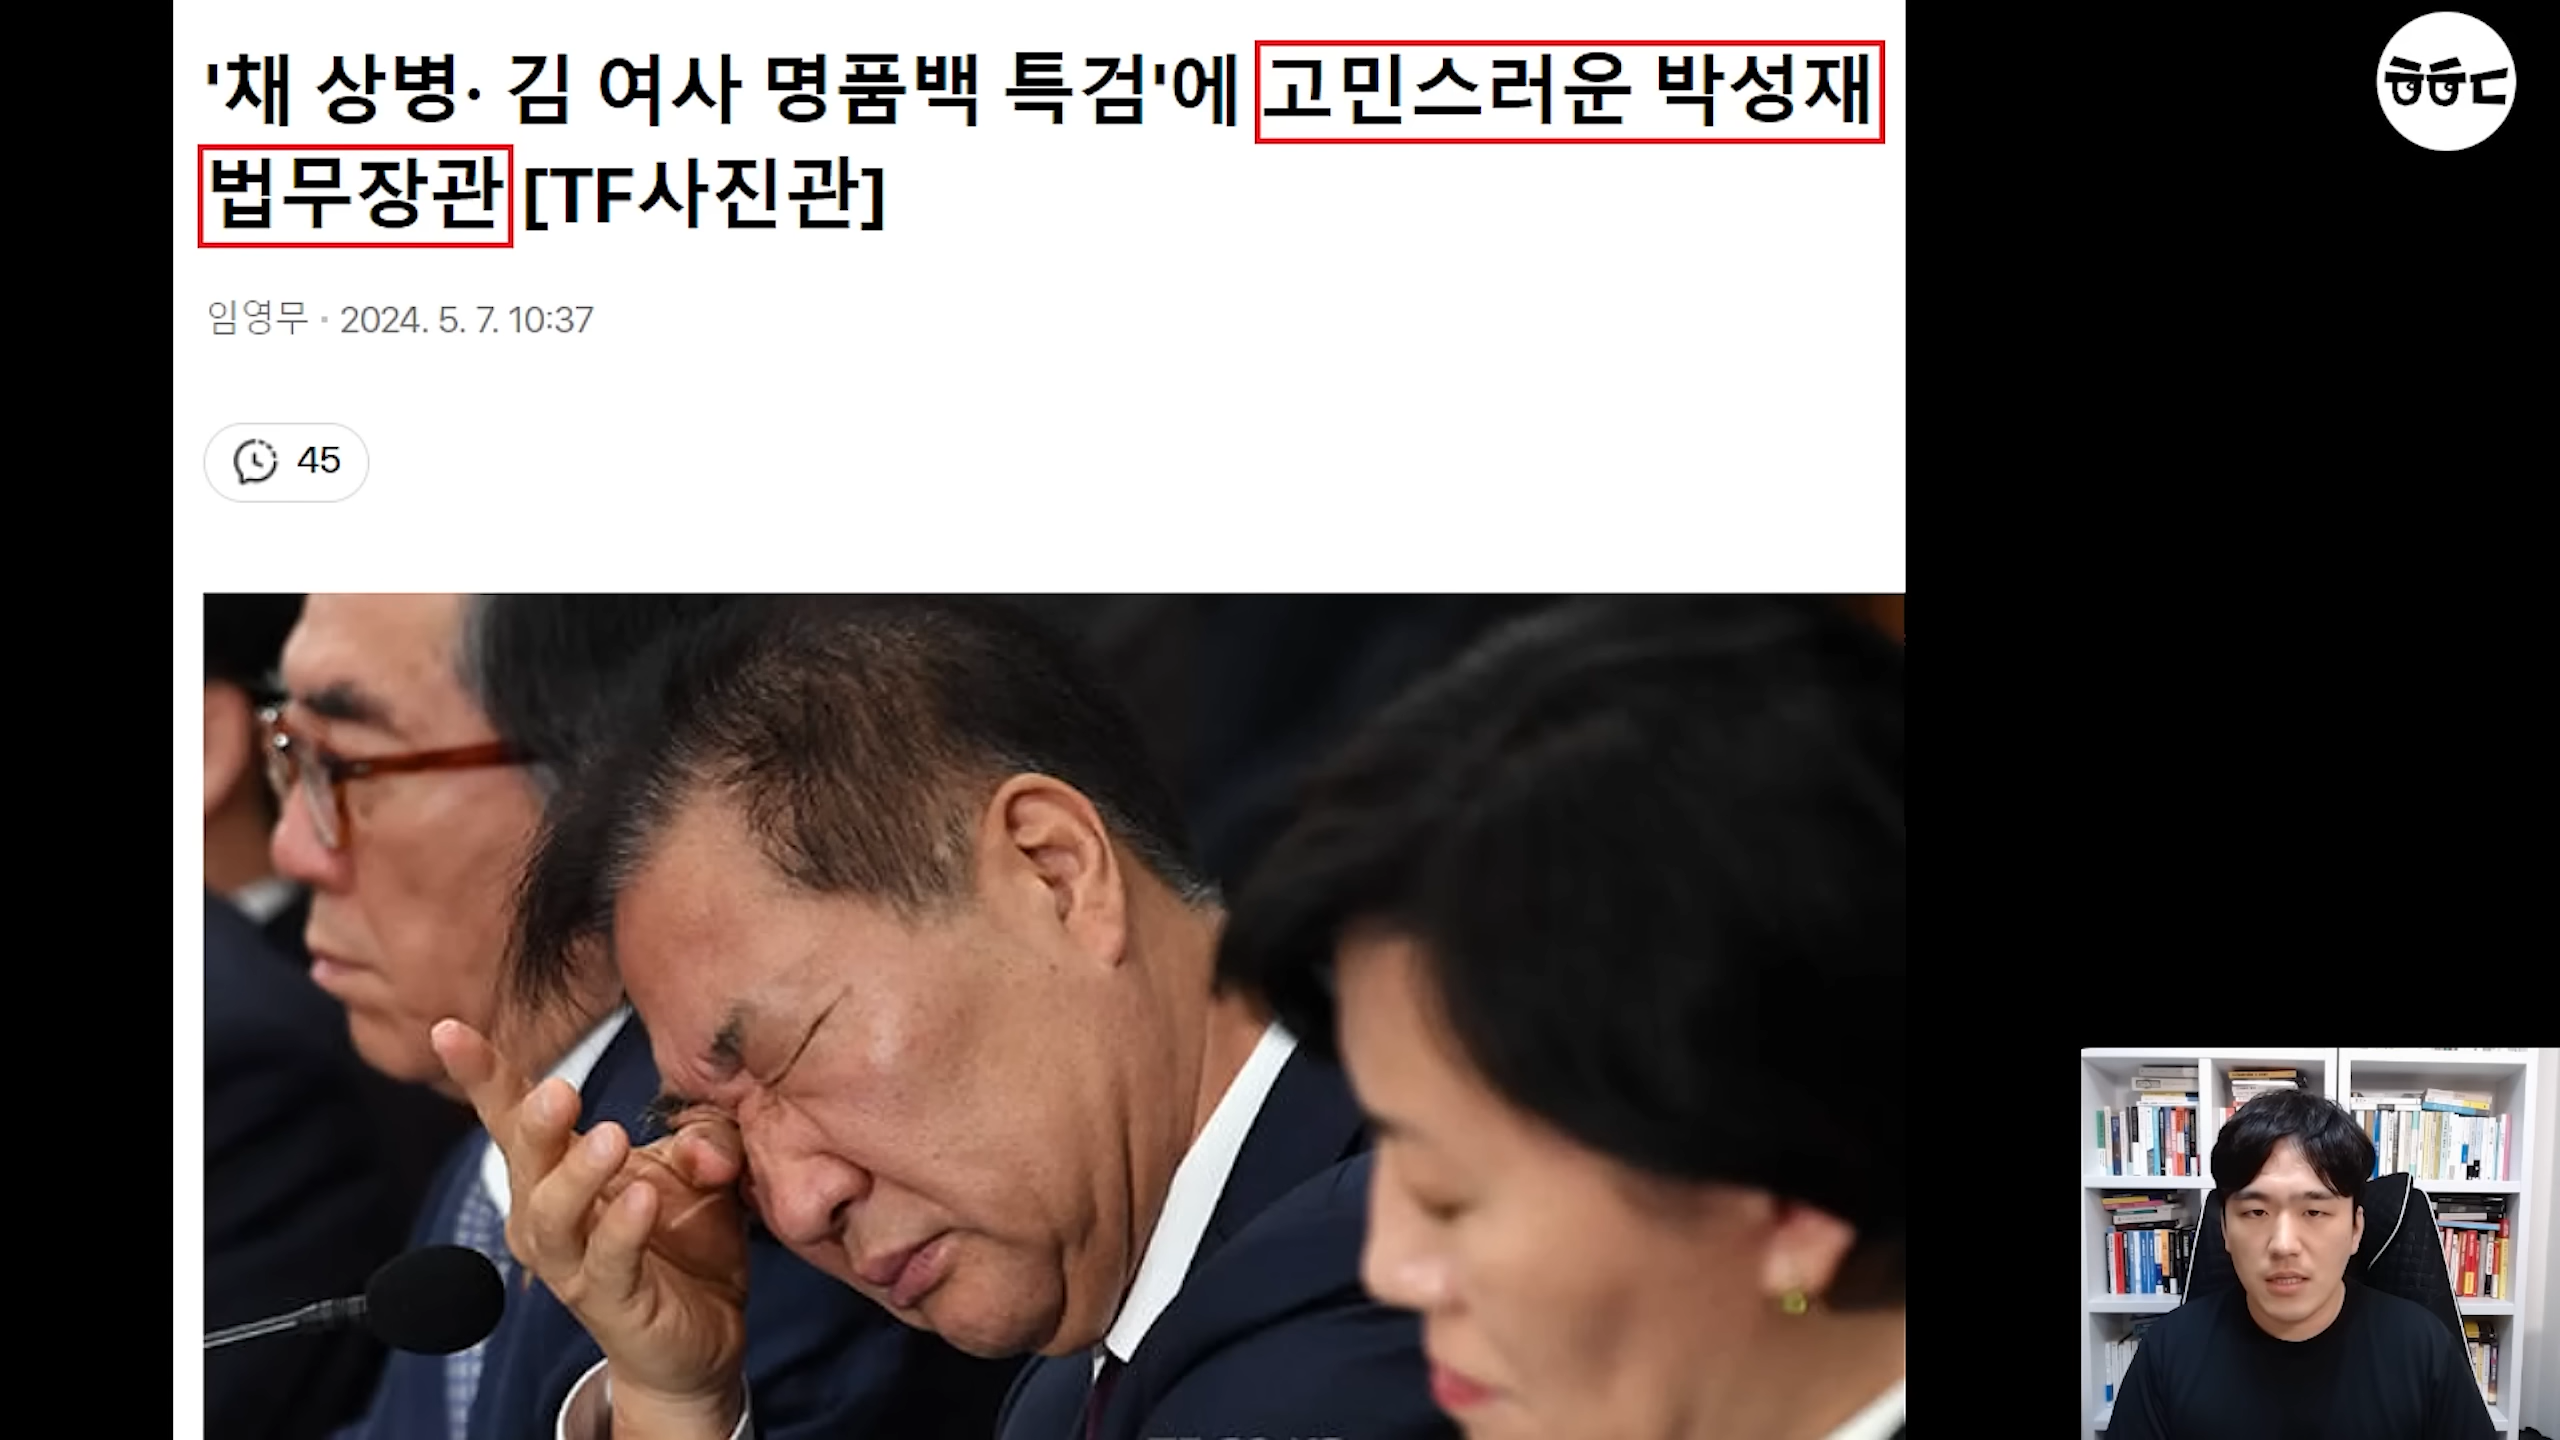 '채 상병· 김 여사 명품백 특검'에 고민스러운 박성재
법무장관 [TF사진관]
임영무 · 2024. 5. 7. 10:37
45